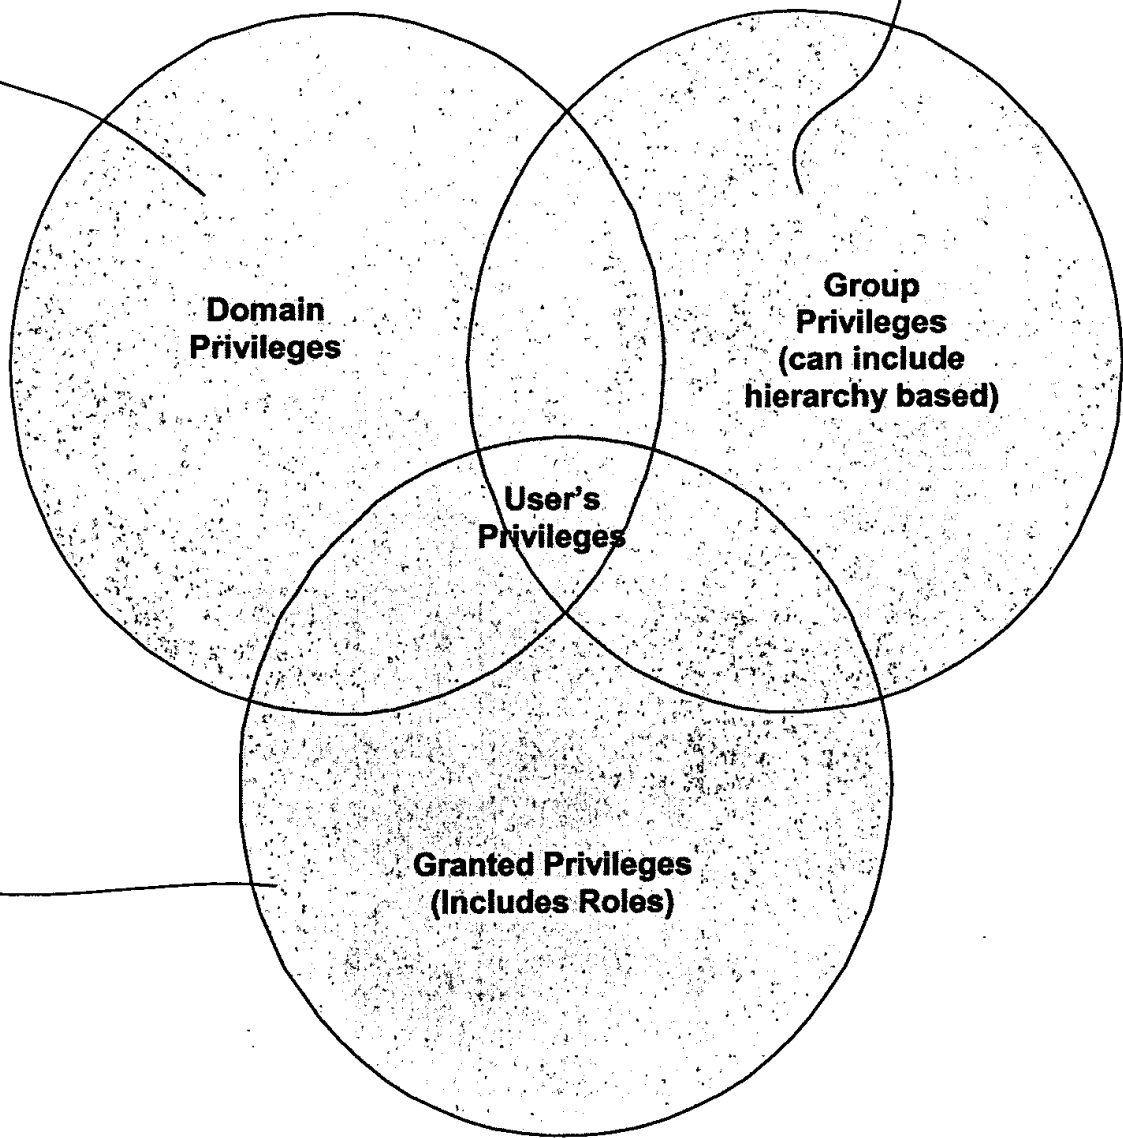 Domain
Privileges
Group
Privileges
(can include
hierarchy based)
User's
Privileges
Granted Privileges
(Includes Roles)